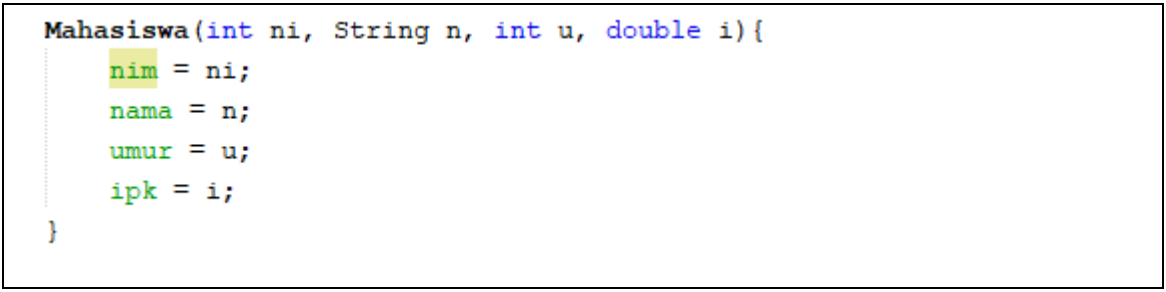 Mahasiswa(int ni, String n, int u, double i){
nim = ni;
nama = n;
umur = u;
ipk = i;
}